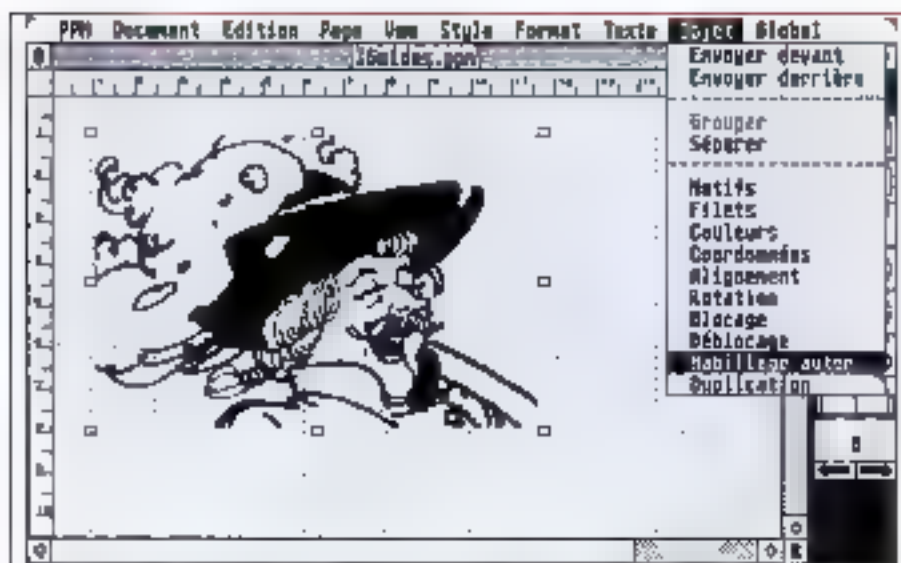 PPM Document Edition Page Vue Style Format Texte Objet Global
Envoyer devant
Envoyer derrière
Grouper
Séparer
Motifs
Filets
Couleurs
Coordonnées
Alignement
Rotation
Blocage
Déblocage
Habillage autor
Duplication